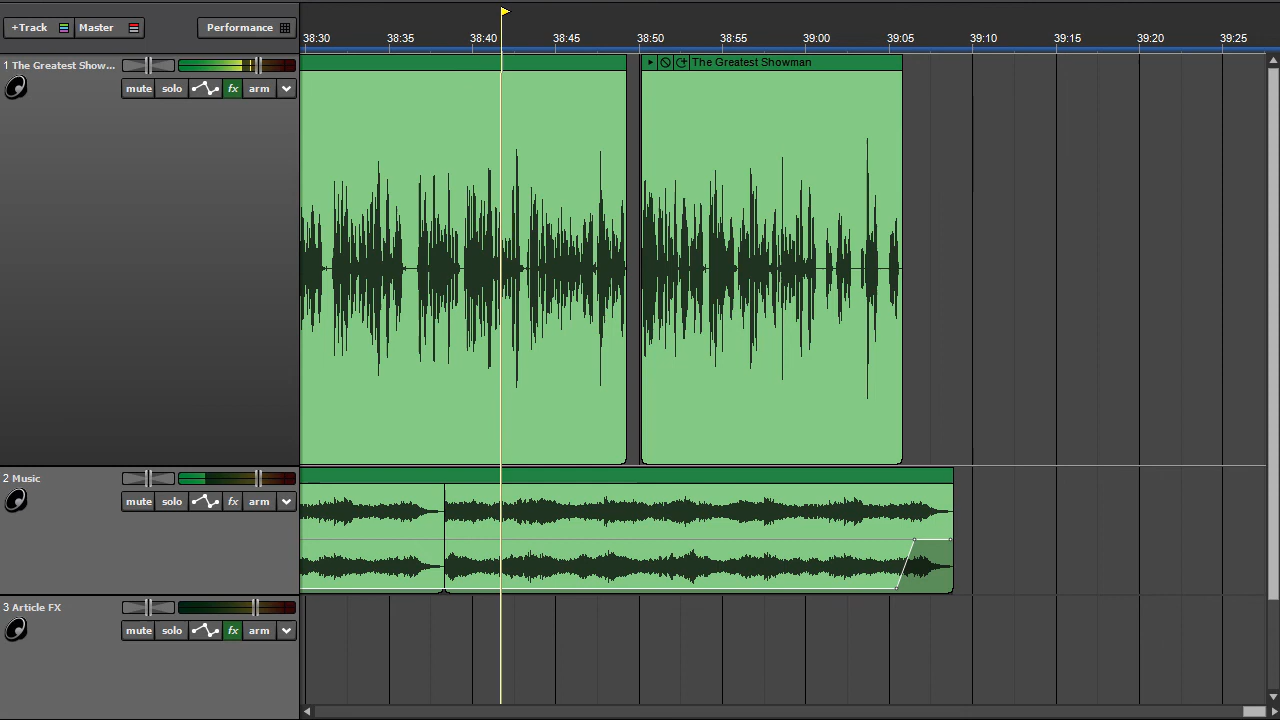 +Track Master Performance
38:30 38:35 38:40 38:45 38:50 38:55 39:00 39:05 39:10 39:15 39:20 39:25
1 The Greatest Show...
mute solo fx arm
The Greatest Showman
2 Music
mute solo fx arm
3 Article FX
mute solo fx arm